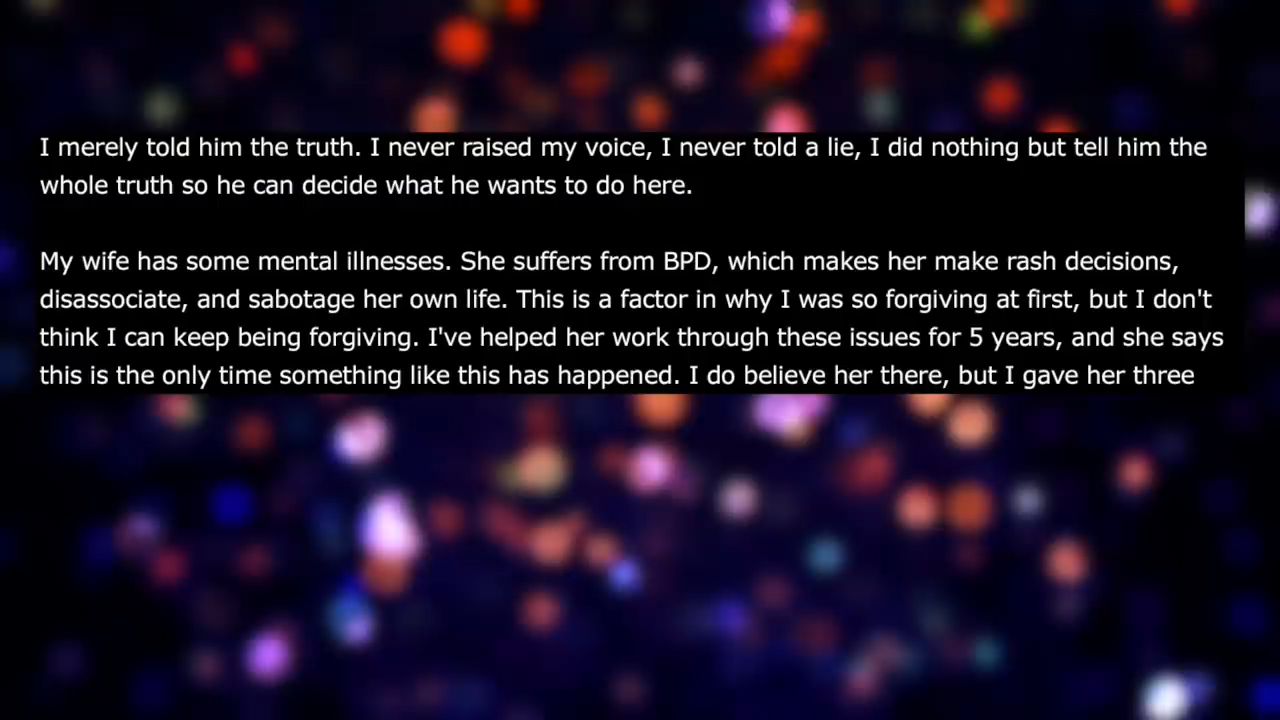 I merely told him the truth. I never raised my voice, I never told a lie, I did nothing but tell him the
whole truth so he can decide what he wants to do here.
My wife has some mental illnesses. She suffers from BPD, which makes her make rash decisions,
disassociate, and sabotage her own life. This is a factor in why I was so forgiving at first, but I don't
think I can keep being forgiving. I've helped her work through these issues for 5 years, and she says
this is the only time something like this has happened. I do believe her there, but I gave her three